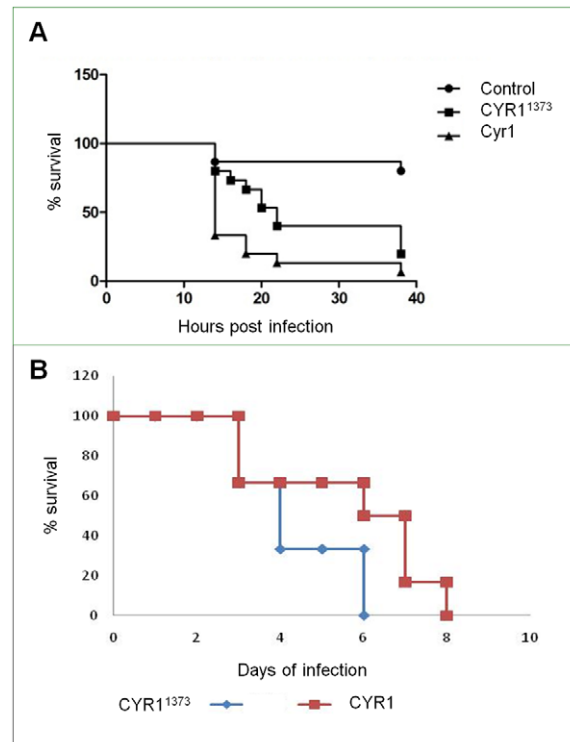 A
150
100
50
0
% survival
0 10 20 30 40
Hours post infection
Control
CYR1¹³⁷³
Cyr1
B
120
100
80
60
40
20
0
% survival
0 2 4 6 8 10
Days of infection
CYR1¹³⁷³ CYR1